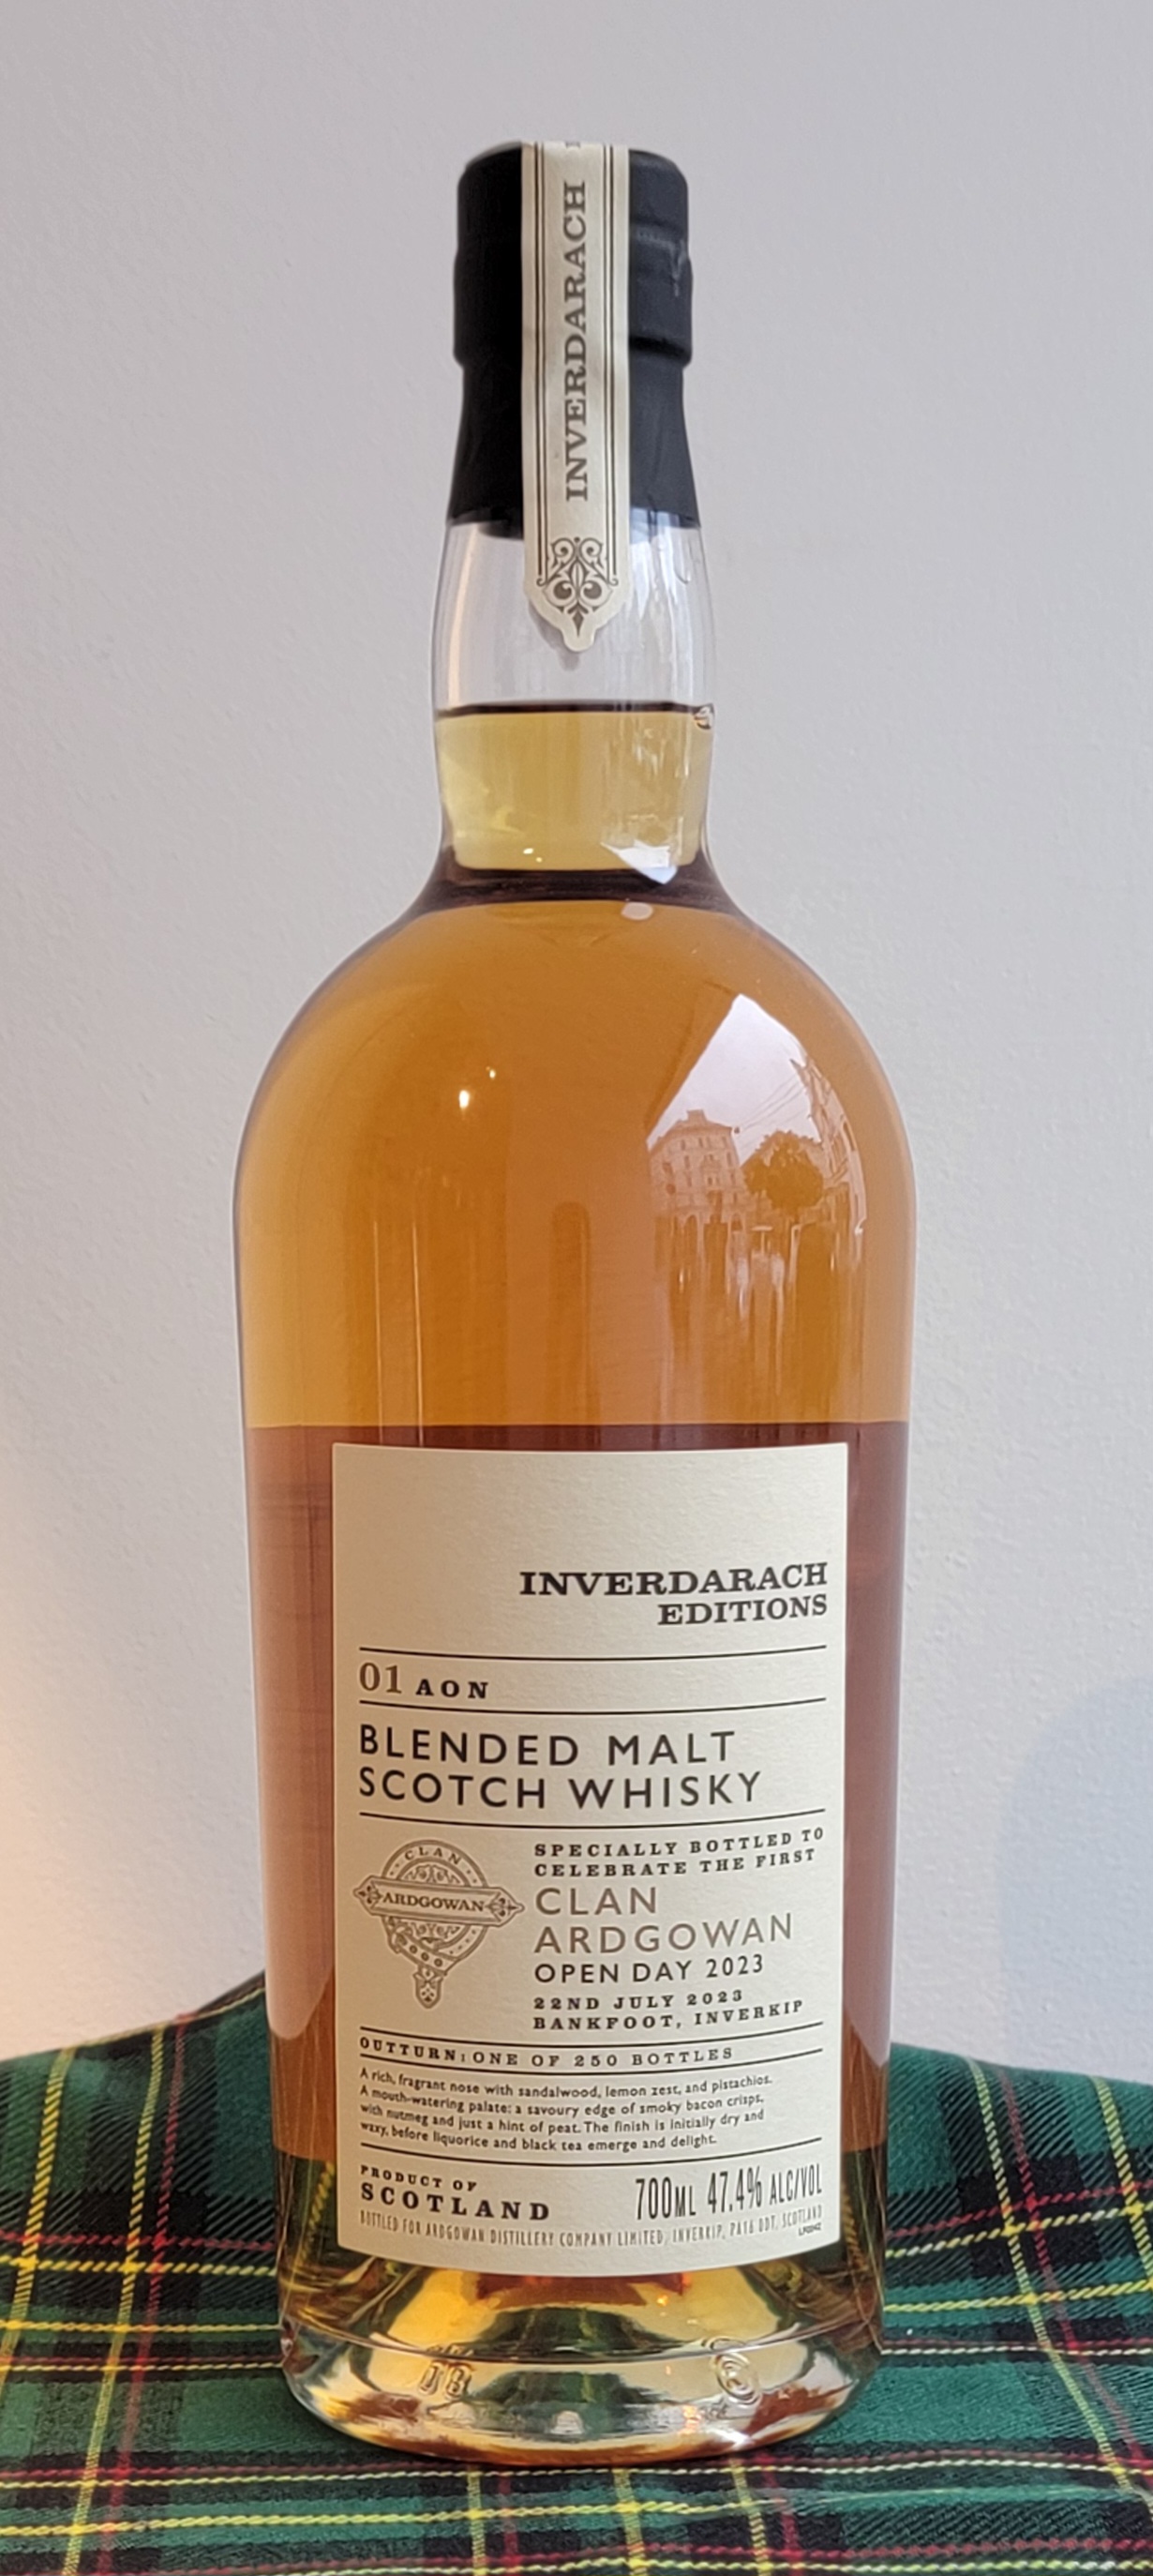 INVERDARACH
INVERDARACH
EDITIONS
01 AON
BLENDED MALT
SCOTCH WHISKY
CLAN
ARDGOWAN
SPECIALLY BOTTLED TO
CELEBRATE THE FIRST
CLAN
ARDGOWAN
OPEN DAY 2023
22ND JULY 2023
BANKFOOT, INVERKIP
OUTTURN: ONE OF 250 BOTTLES
A rich, fragrant nose with sandalwood, lemon zest, and pistachios.
A mouth-watering palate: a savoury edge of smoky bacon crisps,
with nutmeg and just a hint of peat. The finish is initially dry and
waxy, before liquorice and black tea emerge and delight.
PRODUCT OF
SCOTLAND
700ML 47.4% ALC/VOL
BOTTLED FOR ARDGOWAN DISTILLERY COMPANY LIMITED, INVERKIP, PA16 0DT, SCOTLAND